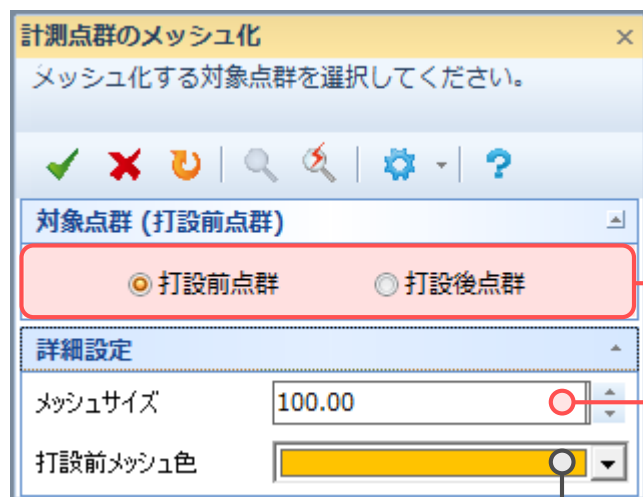 計測点群のメッシュ化
メッシュ化する対象点群を選択してください。
対象点群 (打設前点群)
打設前点群 打設後点群
詳細設定
メッシュサイズ 100.00
打設前メッシュ色